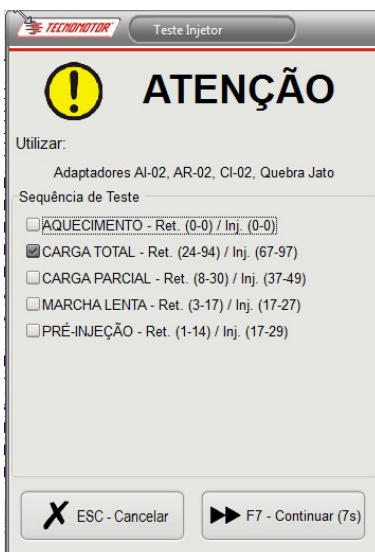 TECNOMOTOR Teste Injetor
ATENÇÃO
Utilizar:
Adaptadores AI-02, AR-02, CI-02, Quebra Jato
Sequência de Teste
AQUECIMENTO - Ret. (0-0) / Inj. (0-0)
CARGA TOTAL - Ret. (24-94) / Inj. (67-97)
CARGA PARCIAL - Ret. (8-30) / Inj. (37-49)
MARCHA LENTA - Ret. (3-17) / Inj. (17-27)
PRÉ-INJEÇÃO - Ret. (1-14) / Inj. (17-29)
ESC - Cancelar F7 - Continuar (7s)